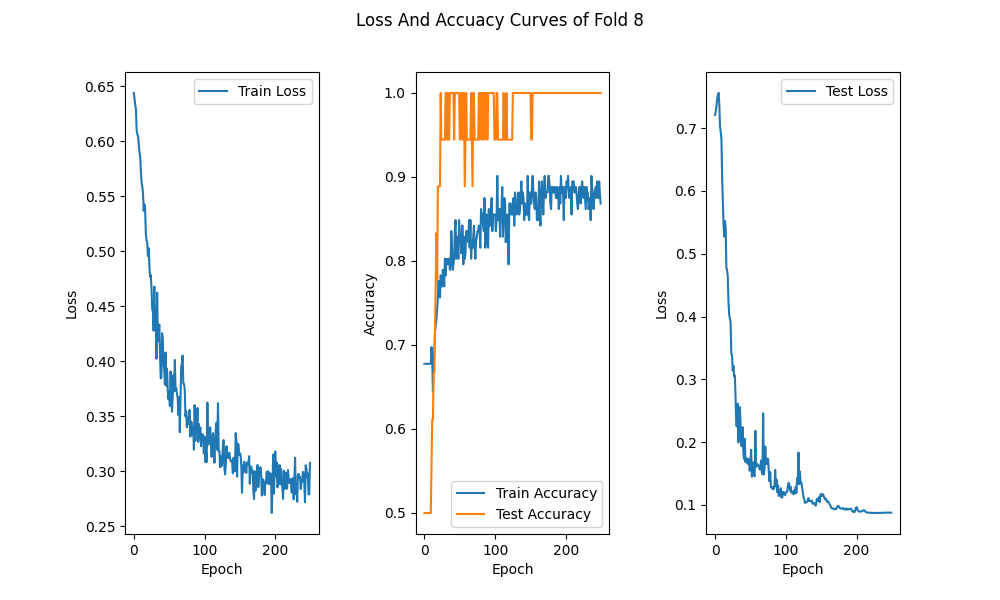 Loss And Accuacy Curves of Fold 8
Train Loss
0.65
0.60
0.55
0.50
0.45
0.40
0.35
0.30
0.25
Loss
0
100
200
Epoch
1.0
0.9
0.8
0.7
0.6
0.5
Accuracy
Train Accuracy
Test Accuracy
0
100
200
Epoch
Test Loss
0.7
0.6
0.5
0.4
0.3
0.2
0.1
Loss
0
100
200
Epoch